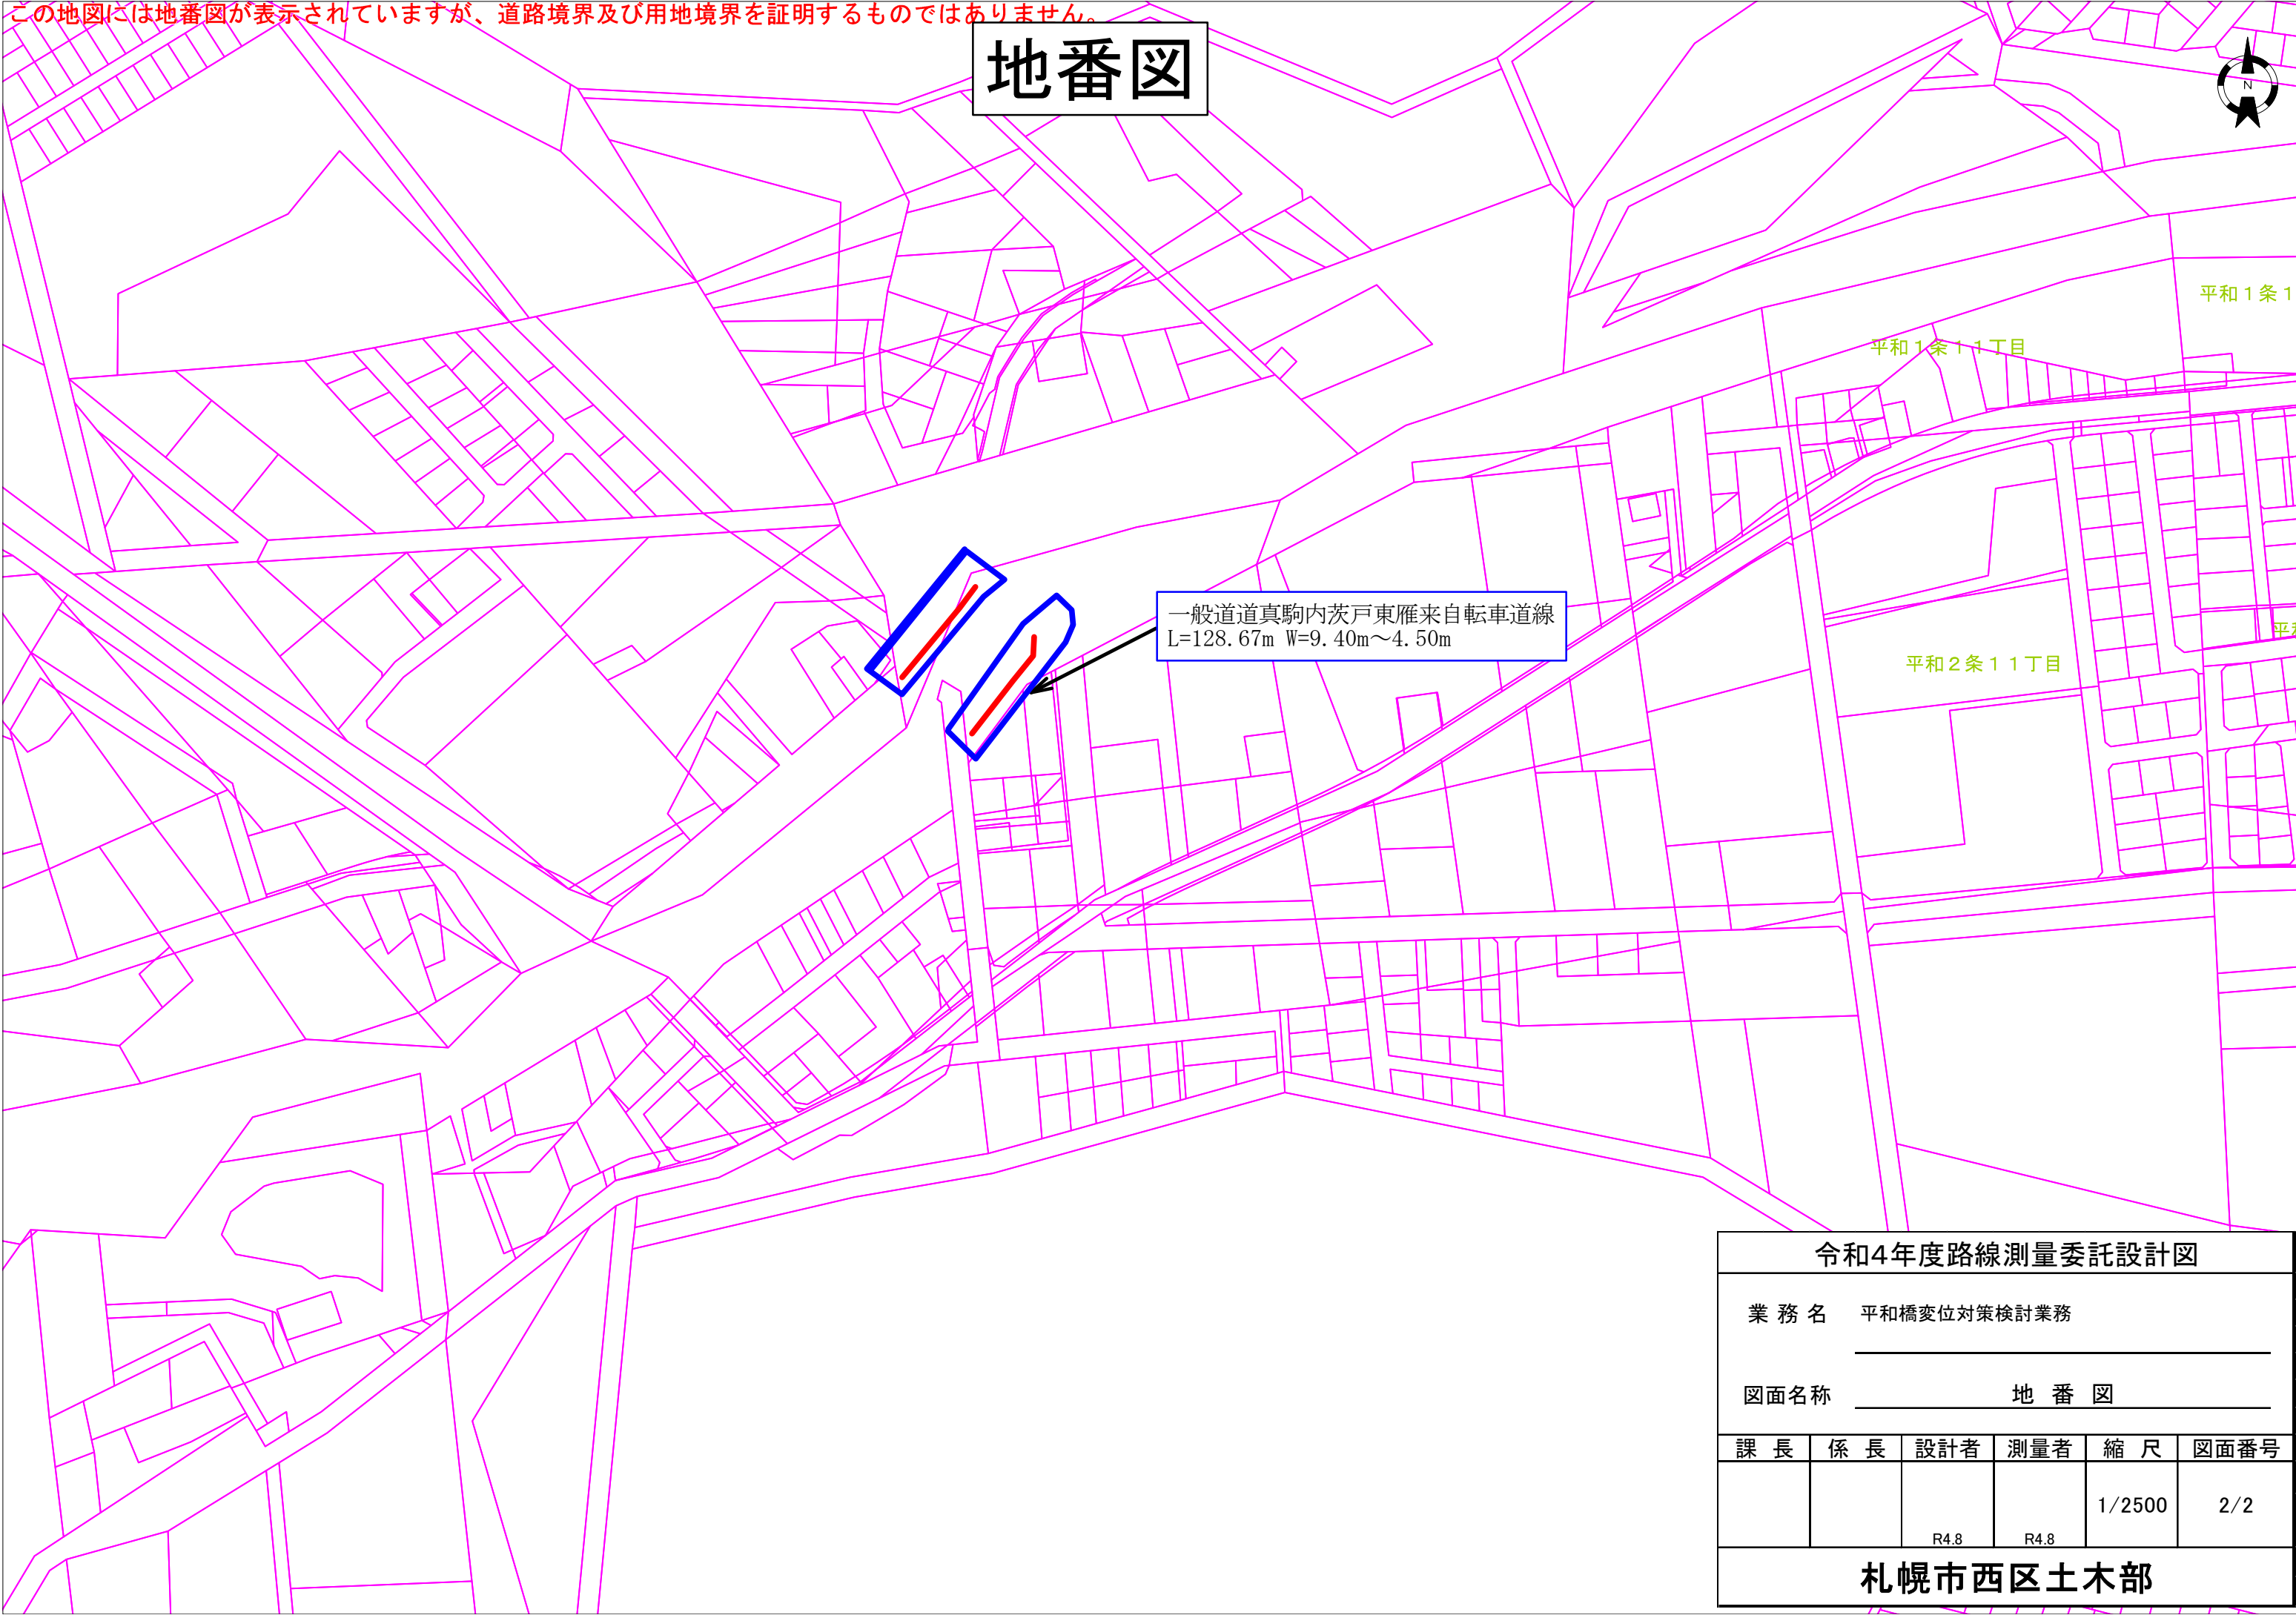 この地図には地番図が表示されていますが、道路境界及び用地境界を証明するものではありません。
地番図
N
平和1条1
平和1条11丁目
平和2条11丁目
一般道道真駒内茨戸東雁来自転車道線
L=128.67m W=9.40m～4.50m
令和4年度路線測量委託設計図
業務名 平和橋変位対策検討業務
図面名称 地番図
課長 係長 設計者 測量者 縮尺 図面番号
R4.8 R4.8 1/2500 2/2
札幌市西区土木部